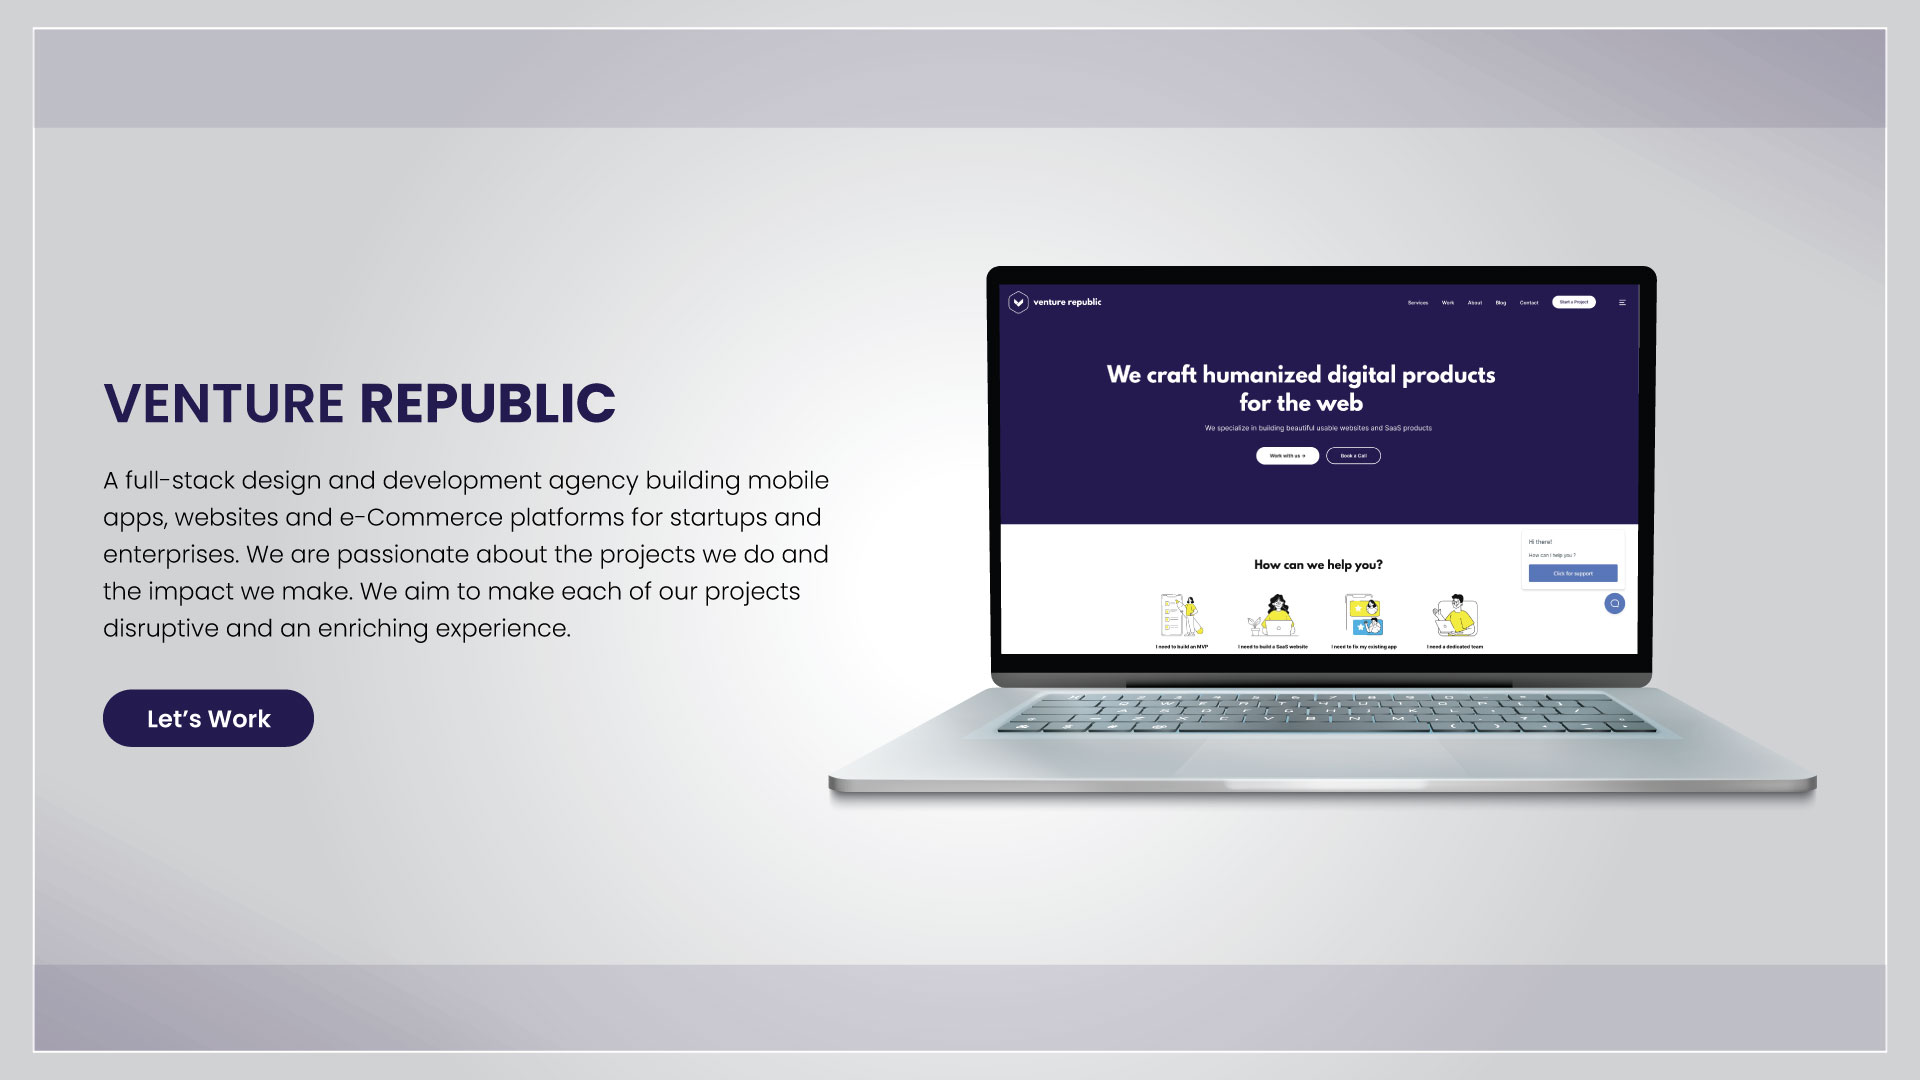 VENTURE REPUBLIC
A full-stack design and development agency building mobile
apps, websites and e-Commerce platforms for startups and
enterprises. We are passionate about the projects we do and
the impact we make. We aim to make each of our projects
disruptive and an enriching experience.
Let's Work
venture republic
Services Work About Blog Contact Start a Project
We craft humanized digital products
for the web
We specialize in building beautiful usable websites and SaaS products
Work with us → Book a Call
How can we help you?
Hi there!
How can I help you ?
Click for support
I need to build an MVP I need to build a SaaS website I need to fix my existing app I need a dedicated team